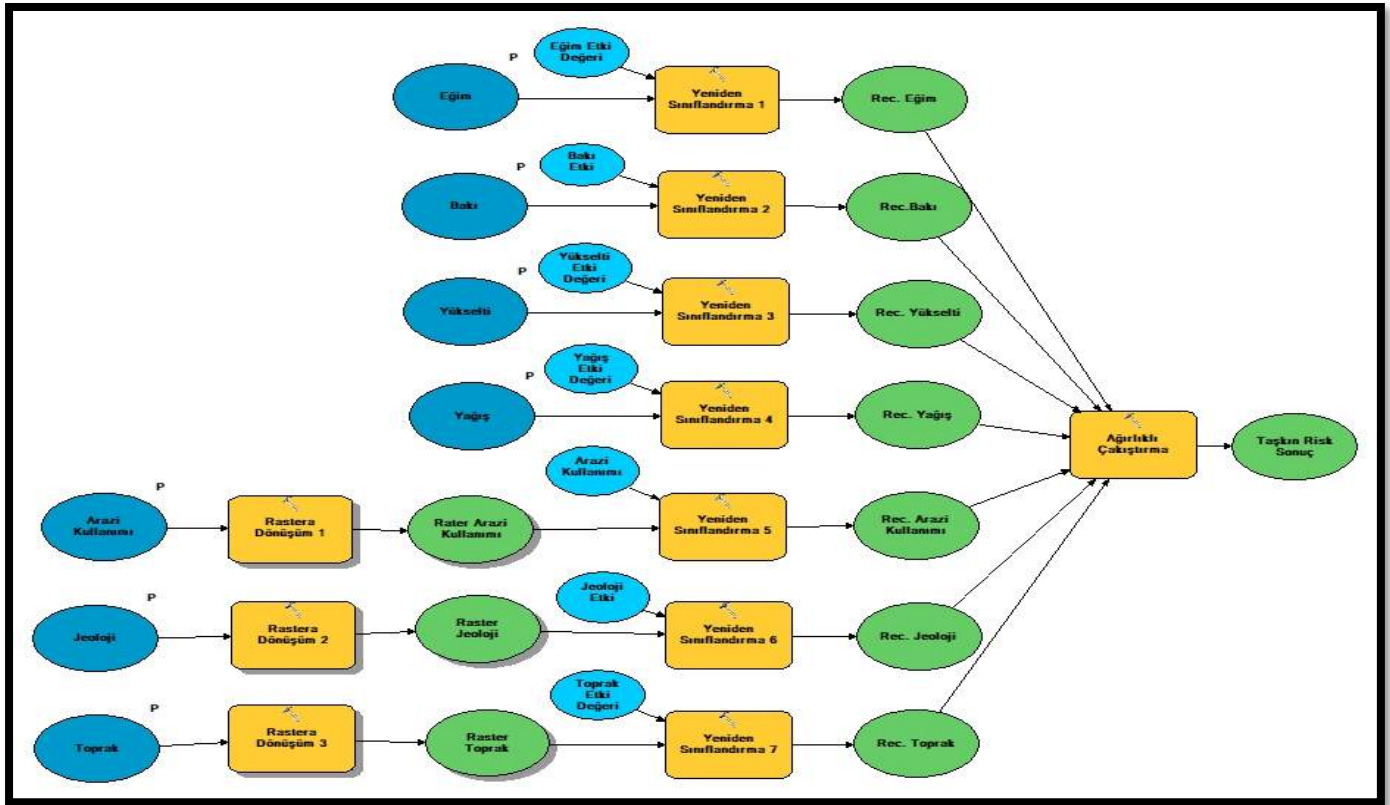 P
Eğim Etki
Değeri
Eğim
Yeniden
Sınıflandırma 1
Rec. Eğim
P
Bakı
Etki
Bakı
Yeniden
Sınıflandırma 2
Rec.Bakı
P
Yükselti
Etki
Değeri
Yükselti
Yeniden
Sınıflandırma 3
Rec. Yükselti
P
Yağış
Etki
Değeri
Yağış
Yeniden
Sınıflandırma 4
Rec. Yağış
Ağırlıklı
Çakıştırma
Taşkın Risk
Sonuç
P
Arazi
Kullanımı
Arazi
Kullanımı
Rastera
Dönüşüm 1
Rater Arazi
Kullanımı
Yeniden
Sınıflandırma 5
Rec. Arazi
Kullanımı
P
Jeoloji
Etki
Jeoloji
Rastera
Dönüşüm 2
Raster
Jeoloji
Yeniden
Sınıflandırma 6
Rec. Jeoloji
P
Toprak
Etki
Değeri
Toprak
Rastera
Dönüşüm 3
Raster
Toprak
Yeniden
Sınıflandırma 7
Rec. Toprak